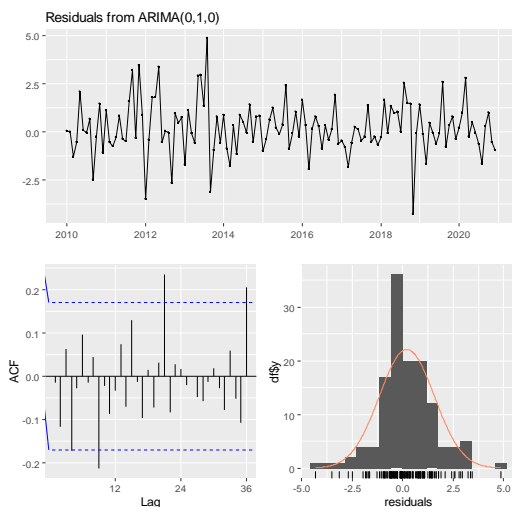 Residuals from ARIMA(0,1,0)
5.0
2.5
0.0
-2.5
2010 2012 2014 2016 2018 2020
0.2
0.1
0.0
-0.1
-0.2
ACF
12 24 36
Lag
30
20
10
0
df$y
-5.0 -2.5 0.0 2.5 5.0
residuals